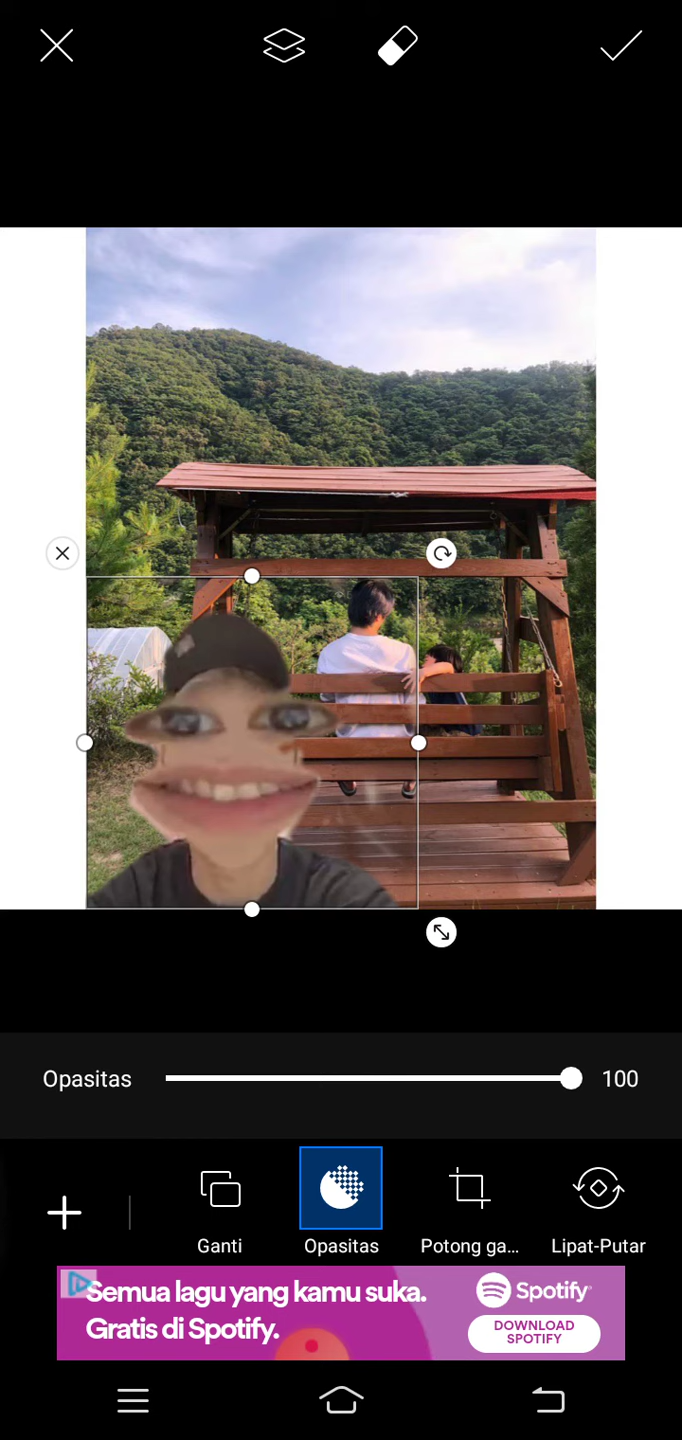 Opasitas
100
Ganti
Opasitas
Potong ga...
Lipat-Putar
Semua lagu yang kamu suka.
Gratis di Spotify.
Spotify
DOWNLOAD
SPOTIFY